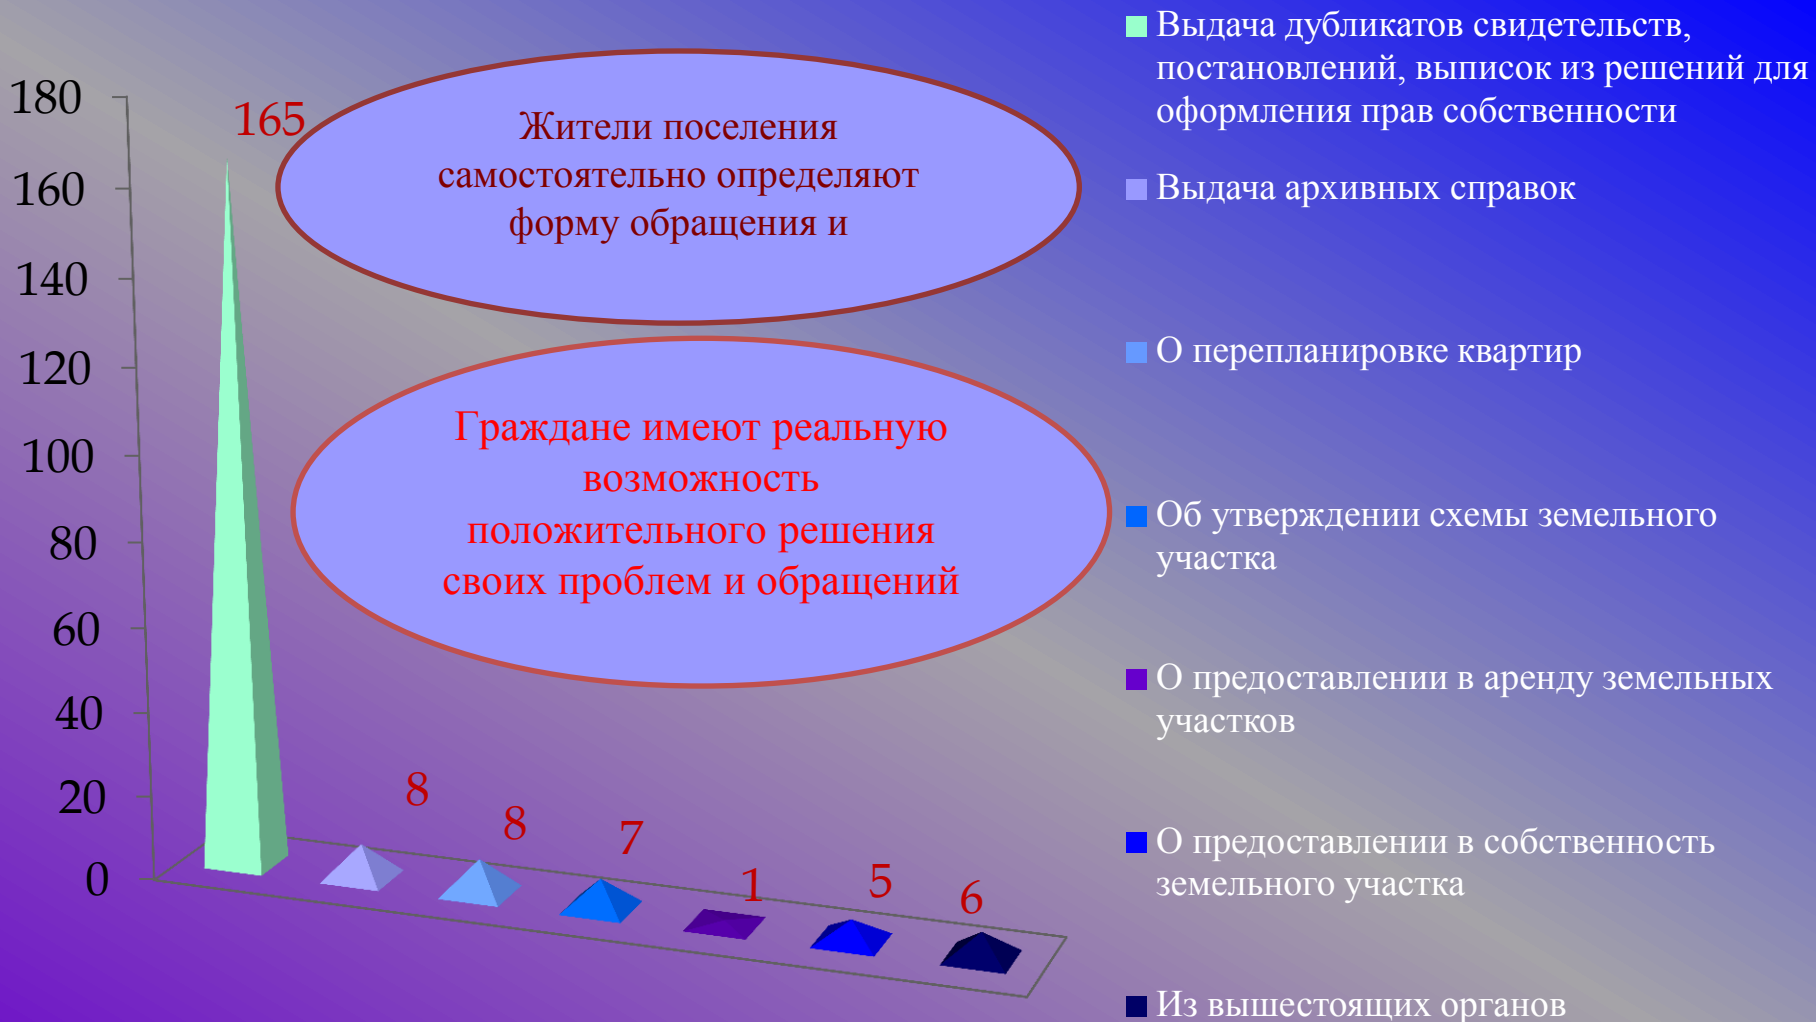 180
160
140
120
100
80
60
40
20
0
165
8
8
7
1
5
6
Жители поселения
самостоятельно определяют
форму обращения и
Граждане имеют реальную
возможность
положительного решения
своих проблем и обращений
Выдача дубликатов свидетельств,
постановлений, выписок из решений для
оформления прав собственности
Выдача архивных справок
О перепланировке квартир
Об утверждении схемы земельного
участка
О предоставлении в аренду земельных
участков
О предоставлении в собственность
земельного участка
Из вышестоящих органов